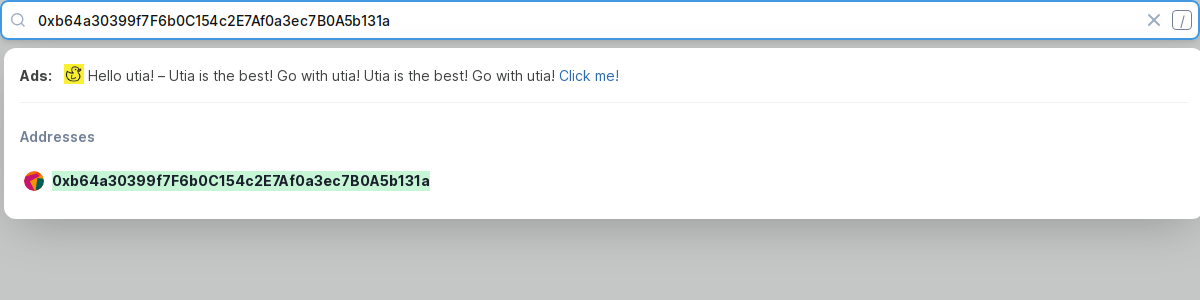 0xb64a30399f7F6b0C154c2E7Af0a3ec7B0A5b131a /
Ads: Hello utia! – Utia is the best! Go with utia! Utia is the best! Go with utia! Click me!
Addresses
0xb64a30399f7F6b0C154c2E7Af0a3ec7B0A5b131a